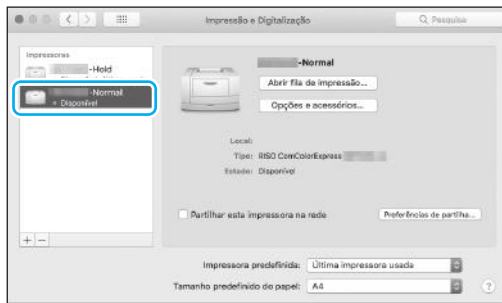 Impressão e Digitalização
Pesquisa
Impressoras
-Hold
-Normal
Disponível
-Normal
Abrir fila de impressão...
Opções e acessórios...
Local:
Tipo: RISO ComColorExpress
Estado: Disponível
Partilhar esta impressora na rede
Preferências de partilha...
+ −
Impressora predefinida: Última impressora usada
Tamanho predefinido do papel: A4
?